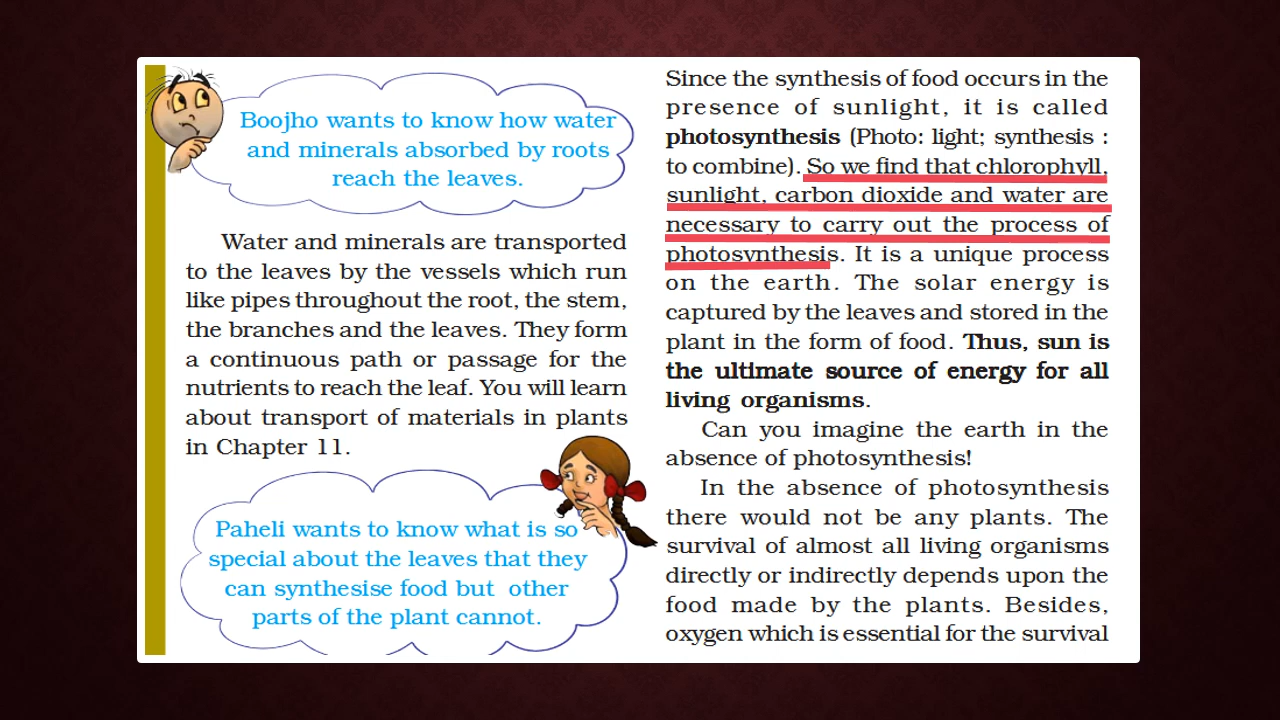 Boojho wants to know how water
and minerals absorbed by roots
reach the leaves.
Water and minerals are transported
to the leaves by the vessels which run
like pipes throughout the root, the stem,
the branches and the leaves. They form
a continuous path or passage for the
nutrients to reach the leaf. You will learn
about transport of materials in plants
in Chapter 11.
Paheli wants to know what is so
special about the leaves that they
can synthesise food but other
parts of the plant cannot.
Since the synthesis of food occurs in the
presence of sunlight, it is called
photosynthesis (Photo: light; synthesis :
to combine). So we find that chlorophyll,
sunlight, carbon dioxide and water are
necessary to carry out the process of
photosynthesis. It is a unique process
on the earth. The solar energy is
captured by the leaves and stored in the
plant in the form of food. Thus, sun is
the ultimate source of energy for all
living organisms.
Can you imagine the earth in the
absence of photosynthesis!
In the absence of photosynthesis
there would not be any plants. The
survival of almost all living organisms
directly or indirectly depends upon the
food made by the plants. Besides,
oxygen which is essential for the survival